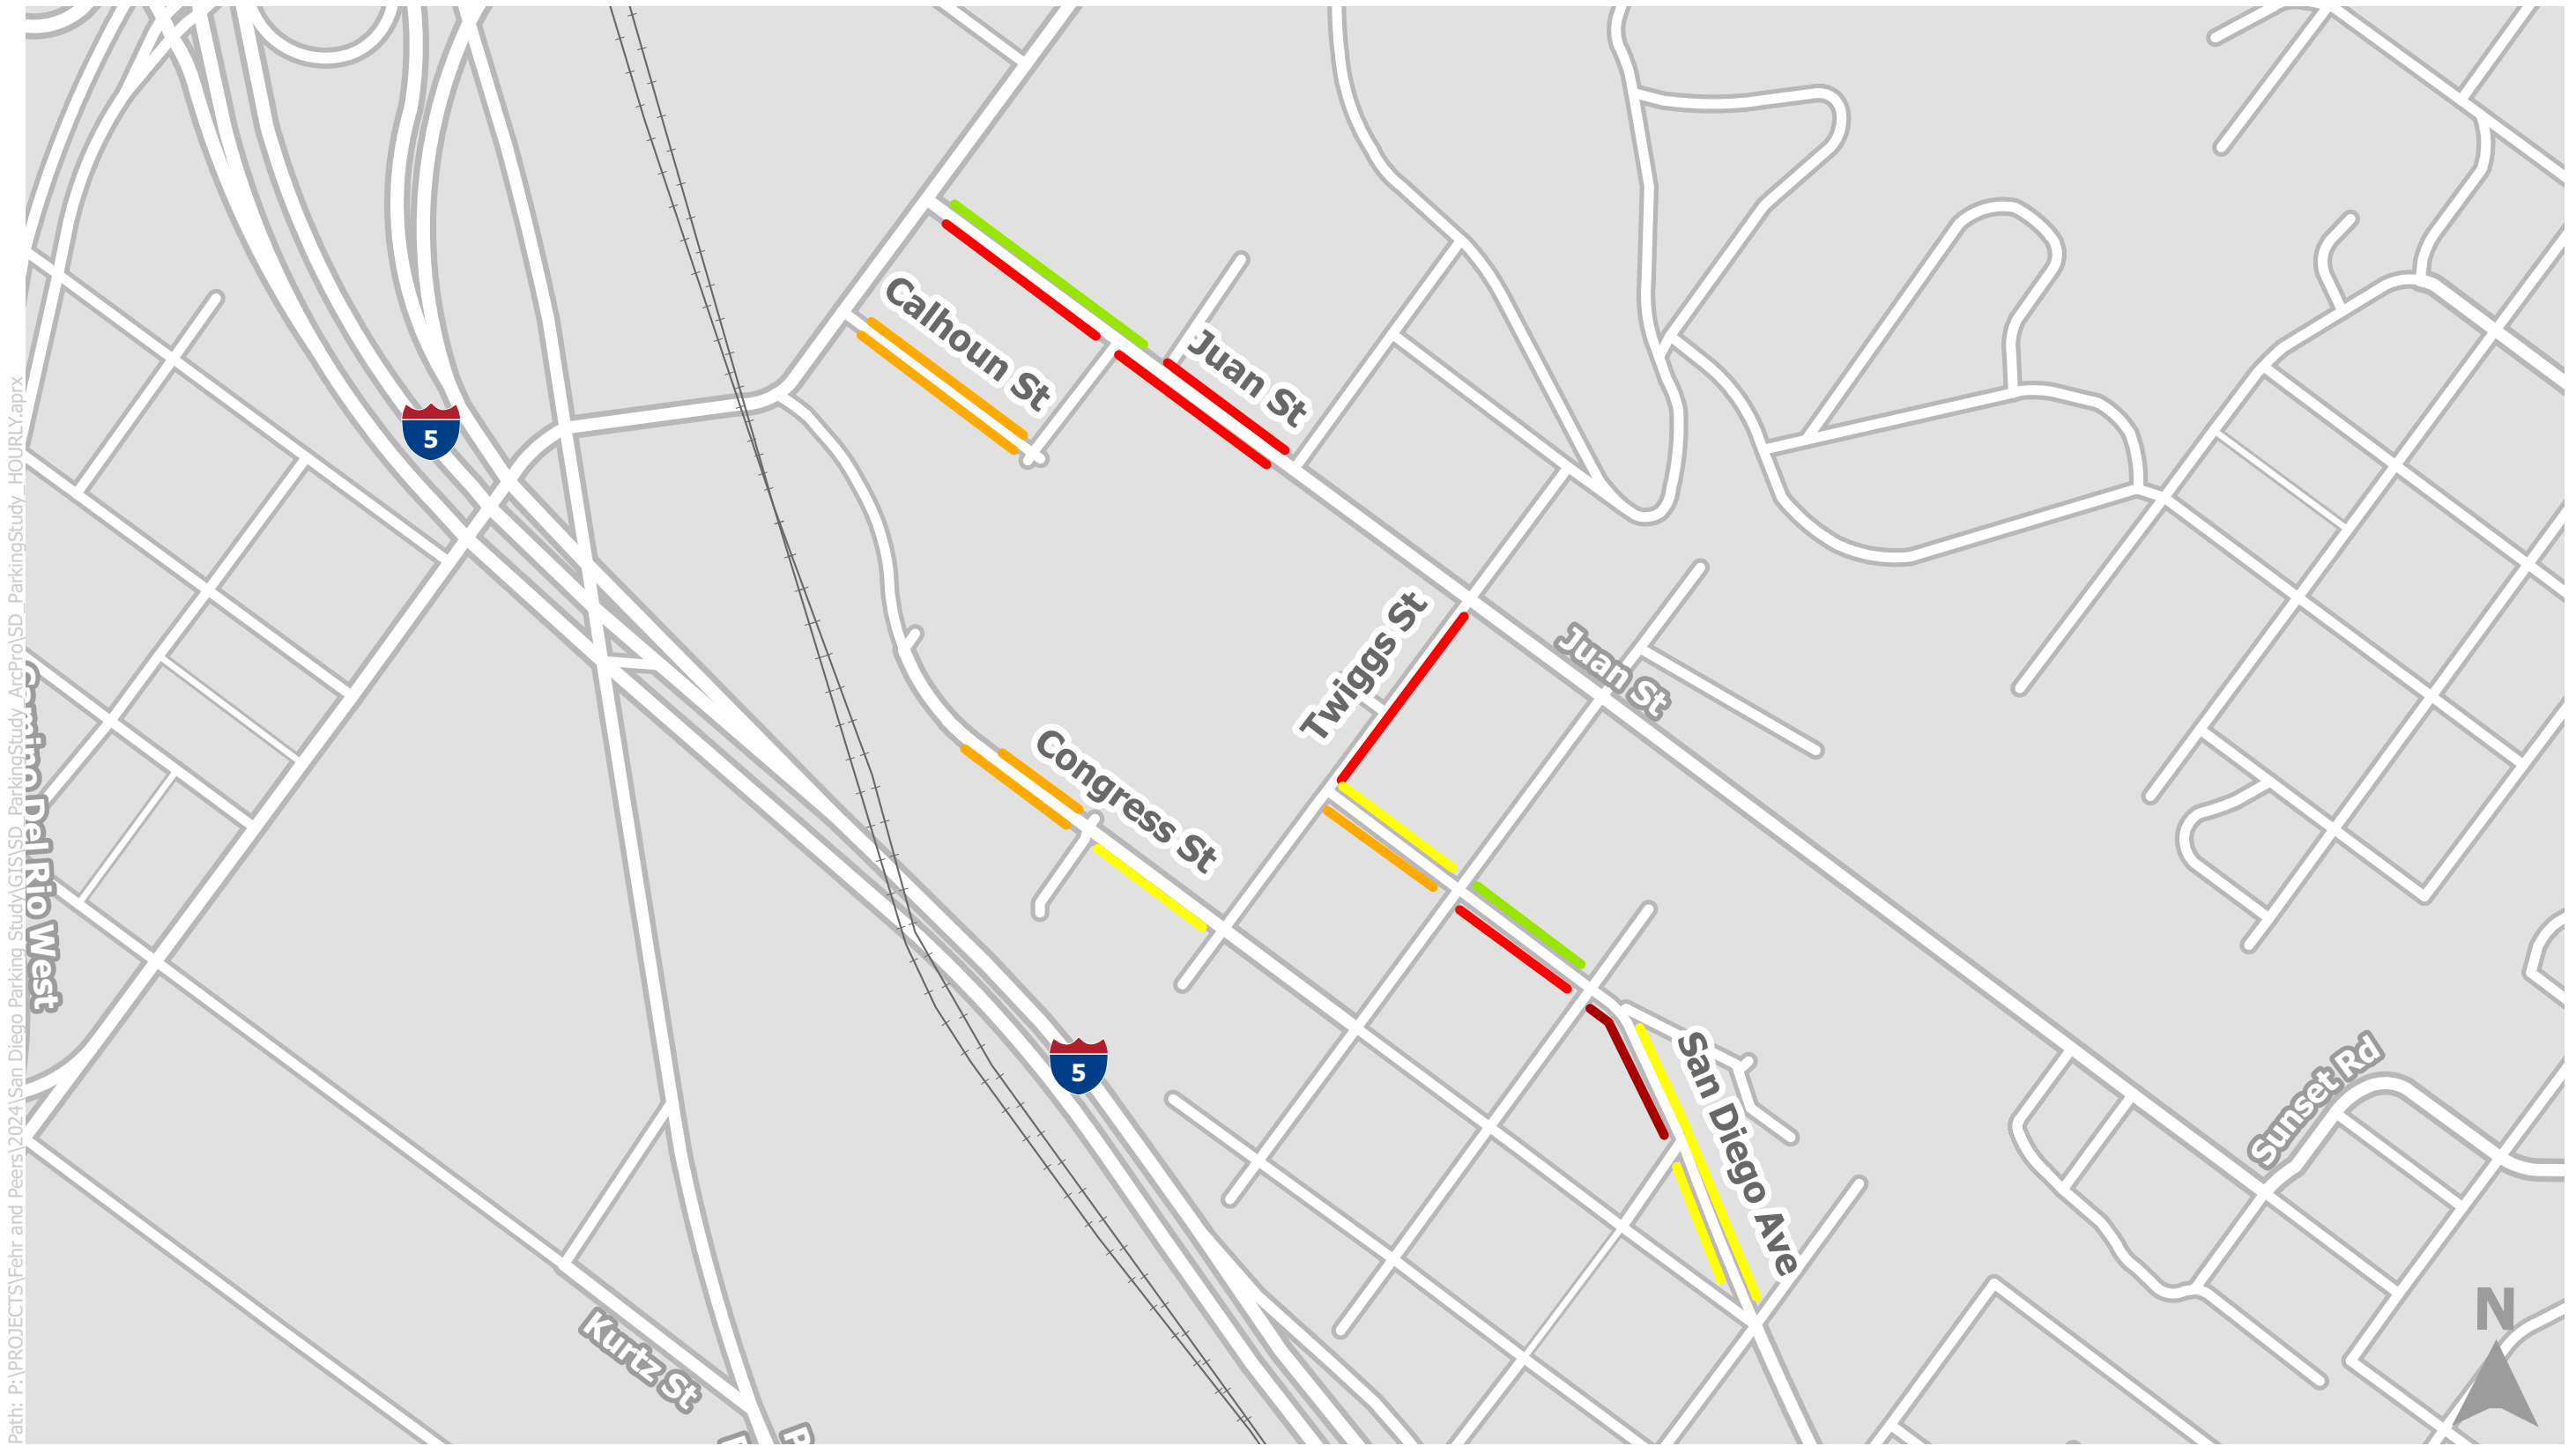 Calhoun St
Juan St
5
Twiggs St
Juan St
Congress St
Camino Del Rio West
5
San Diego Ave
Sunset Rd
N
Kurtz St
P
Path: P:\PROJECTS\Fehr and Peers\2024\San Diego Parking Study\GIS\SD_ParkingStudy_ArcPro\SD_ParkingStudy_HOURLY.aprx